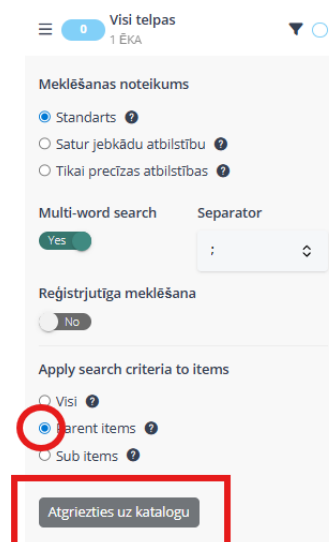 0 Visi telpas
1 ĒKA
Meklēšanas noteikums
Standarts ?
Satur jebkādu atbilstību ?
Tikai precīzas atbilstības ?
Multi-word search Separator
Yes ;
Reģistrjutīga meklēšana
No
Apply search criteria to items
Visi ?
Parent items ?
Sub items ?
Atgriezties uz katalogu